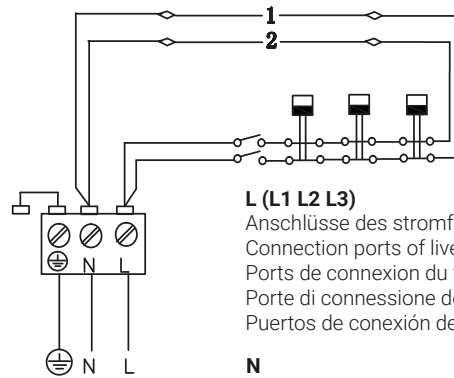 1
2
N L
N L
L (L1 L2 L3)
Anschlüsse des stromf
Connection ports of live
Ports de connexion du
Porte di connessione de
Puertos de conexión de
N